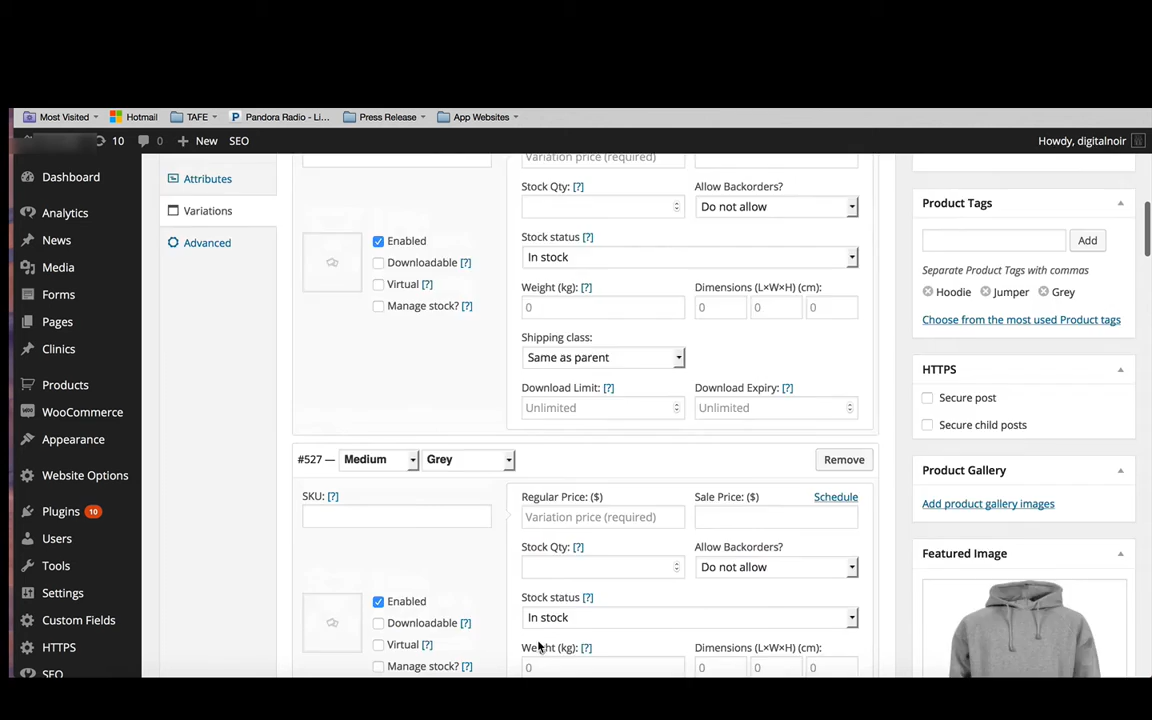 Most Visited Hotmail TAFE Pandora Radio - Li... Press Release App Websites
10 0 New SEO Howdy, digitalnoir
Dashboard
Analytics
News
Media
Forms
Pages
Clinics
Products
WooCommerce
Appearance
Website Options
Plugins 10
Users
Tools
Settings
Custom Fields
HTTPS
SEO
Attributes
Variations
Advanced
Variation price (required)
Stock Qty: [?] Allow Backorders?
Do not allow
Enabled
Downloadable [?]
Virtual [?]
Manage stock? [?]
Stock status [?]
In stock
Weight (kg): [?] Dimensions (L×W×H) (cm):
0 0 0 0
Shipping class:
Same as parent
Download Limit: [?] Download Expiry: [?]
Unlimited Unlimited
#527 — Medium Grey Remove
SKU: [?] Regular Price: ($) Sale Price: ($) Schedule
Variation price (required)
Stock Qty: [?] Allow Backorders?
Do not allow
Enabled
Downloadable [?]
Virtual [?]
Manage stock? [?]
Stock status [?]
In stock
Weight (kg): [?] Dimensions (L×W×H) (cm):
0 0 0 0
Product Tags
Add
Separate Product Tags with commas
Hoodie Jumper Grey
Choose from the most used Product tags
HTTPS
Secure post
Secure child posts
Product Gallery
Add product gallery images
Featured Image